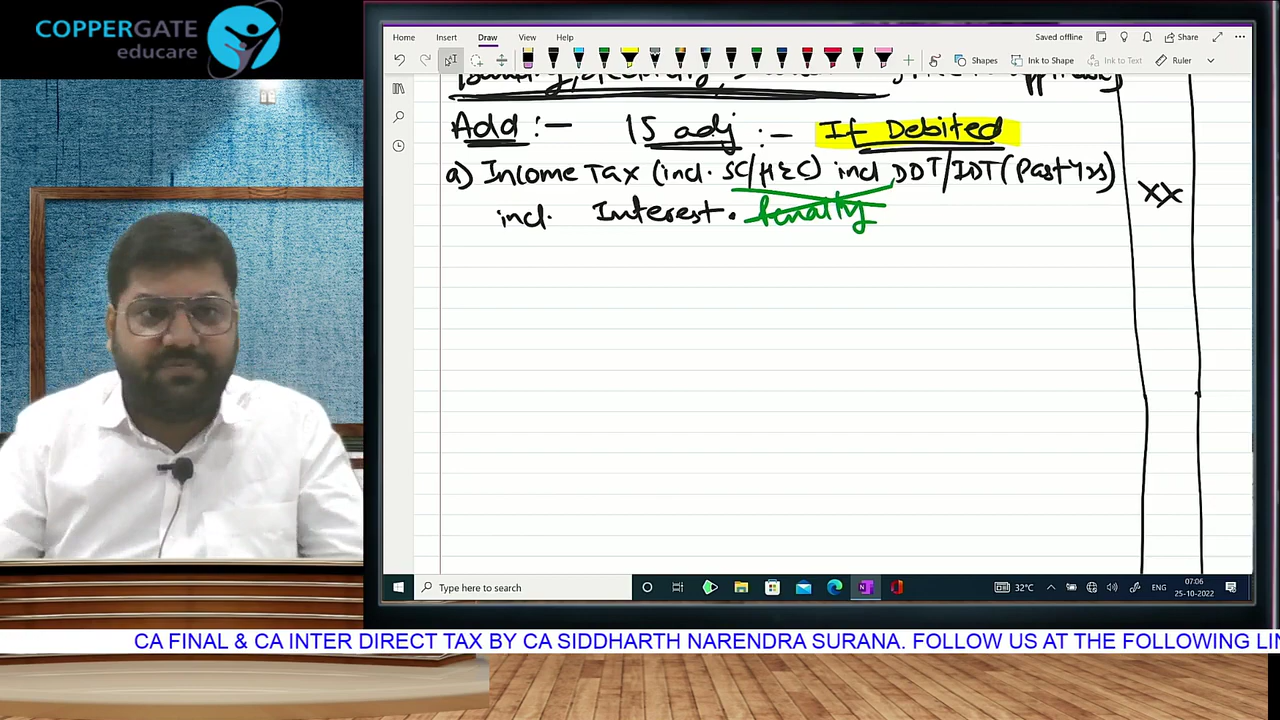 COPPERGATE
educare
Home Insert Draw View Help
Saved offline
Share
Shapes
Ink to Shape
Ink to Text
Ruler
Add :- 15 adj :- If Debited
a) Income Tax (incl. SC/HEC) incl DDT/IDT (Past Yrs)
incl. Interest. Penalty
XX
Type here to search
32°C
ENG
07:06
25-10-2022
CA FINAL & CA INTER DIRECT TAX BY CA SIDDHARTH NARENDRA SURANA. FOLLOW US AT THE FOLLOWING LIN